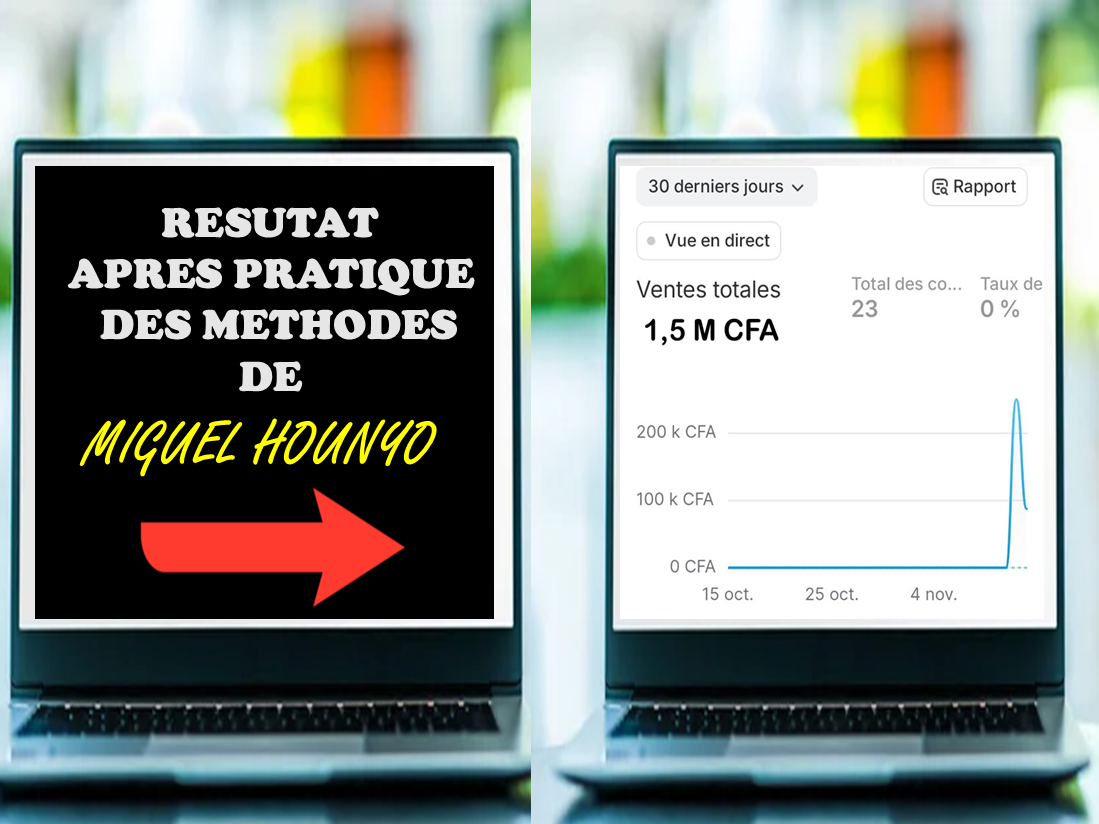 RESUTAT
APRES PRATIQUE
DES METHODES
DE
MIGUEL HOUNYO
30 derniers jours
Rapport
Vue en direct
Ventes totales
1,5 M CFA
Total des co...
23
Taux de
0 %
200 k CFA
100 k CFA
0 CFA
15 oct.
25 oct.
4 nov.